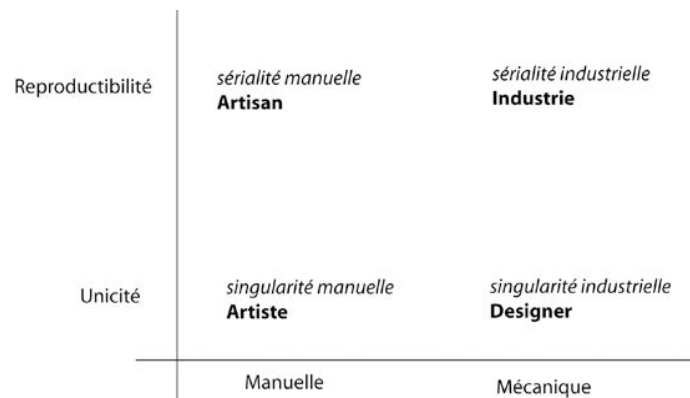 Reproductibilité
sérialité manuelle
Artisan
sérialité industrielle
Industrie
Unicité
singularité manuelle
Artiste
singularité industrielle
Designer
Manuelle
Mécanique